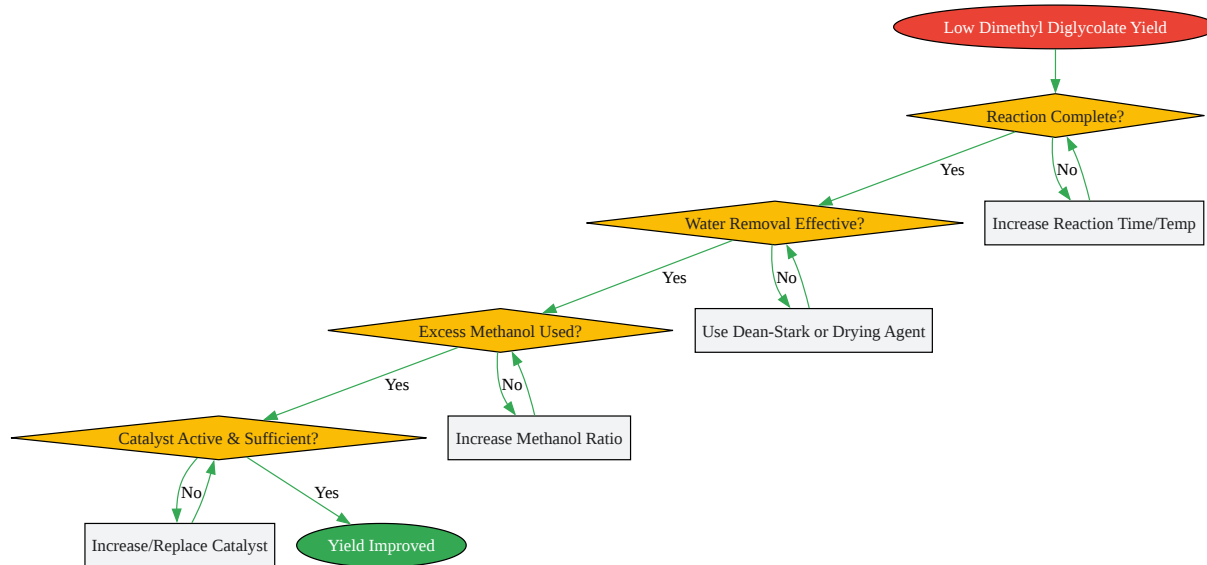 Low Dimethyl Diglycolate Yield
Reaction Complete?
Yes
No
Water Removal Effective?
Increase Reaction Time/Temp
Yes
No
Excess Methanol Used?
Use Dean-Stark or Drying Agent
Yes
No
Catalyst Active & Sufficient?
Increase Methanol Ratio
No
Yes
Increase/Replace Catalyst
Yield Improved